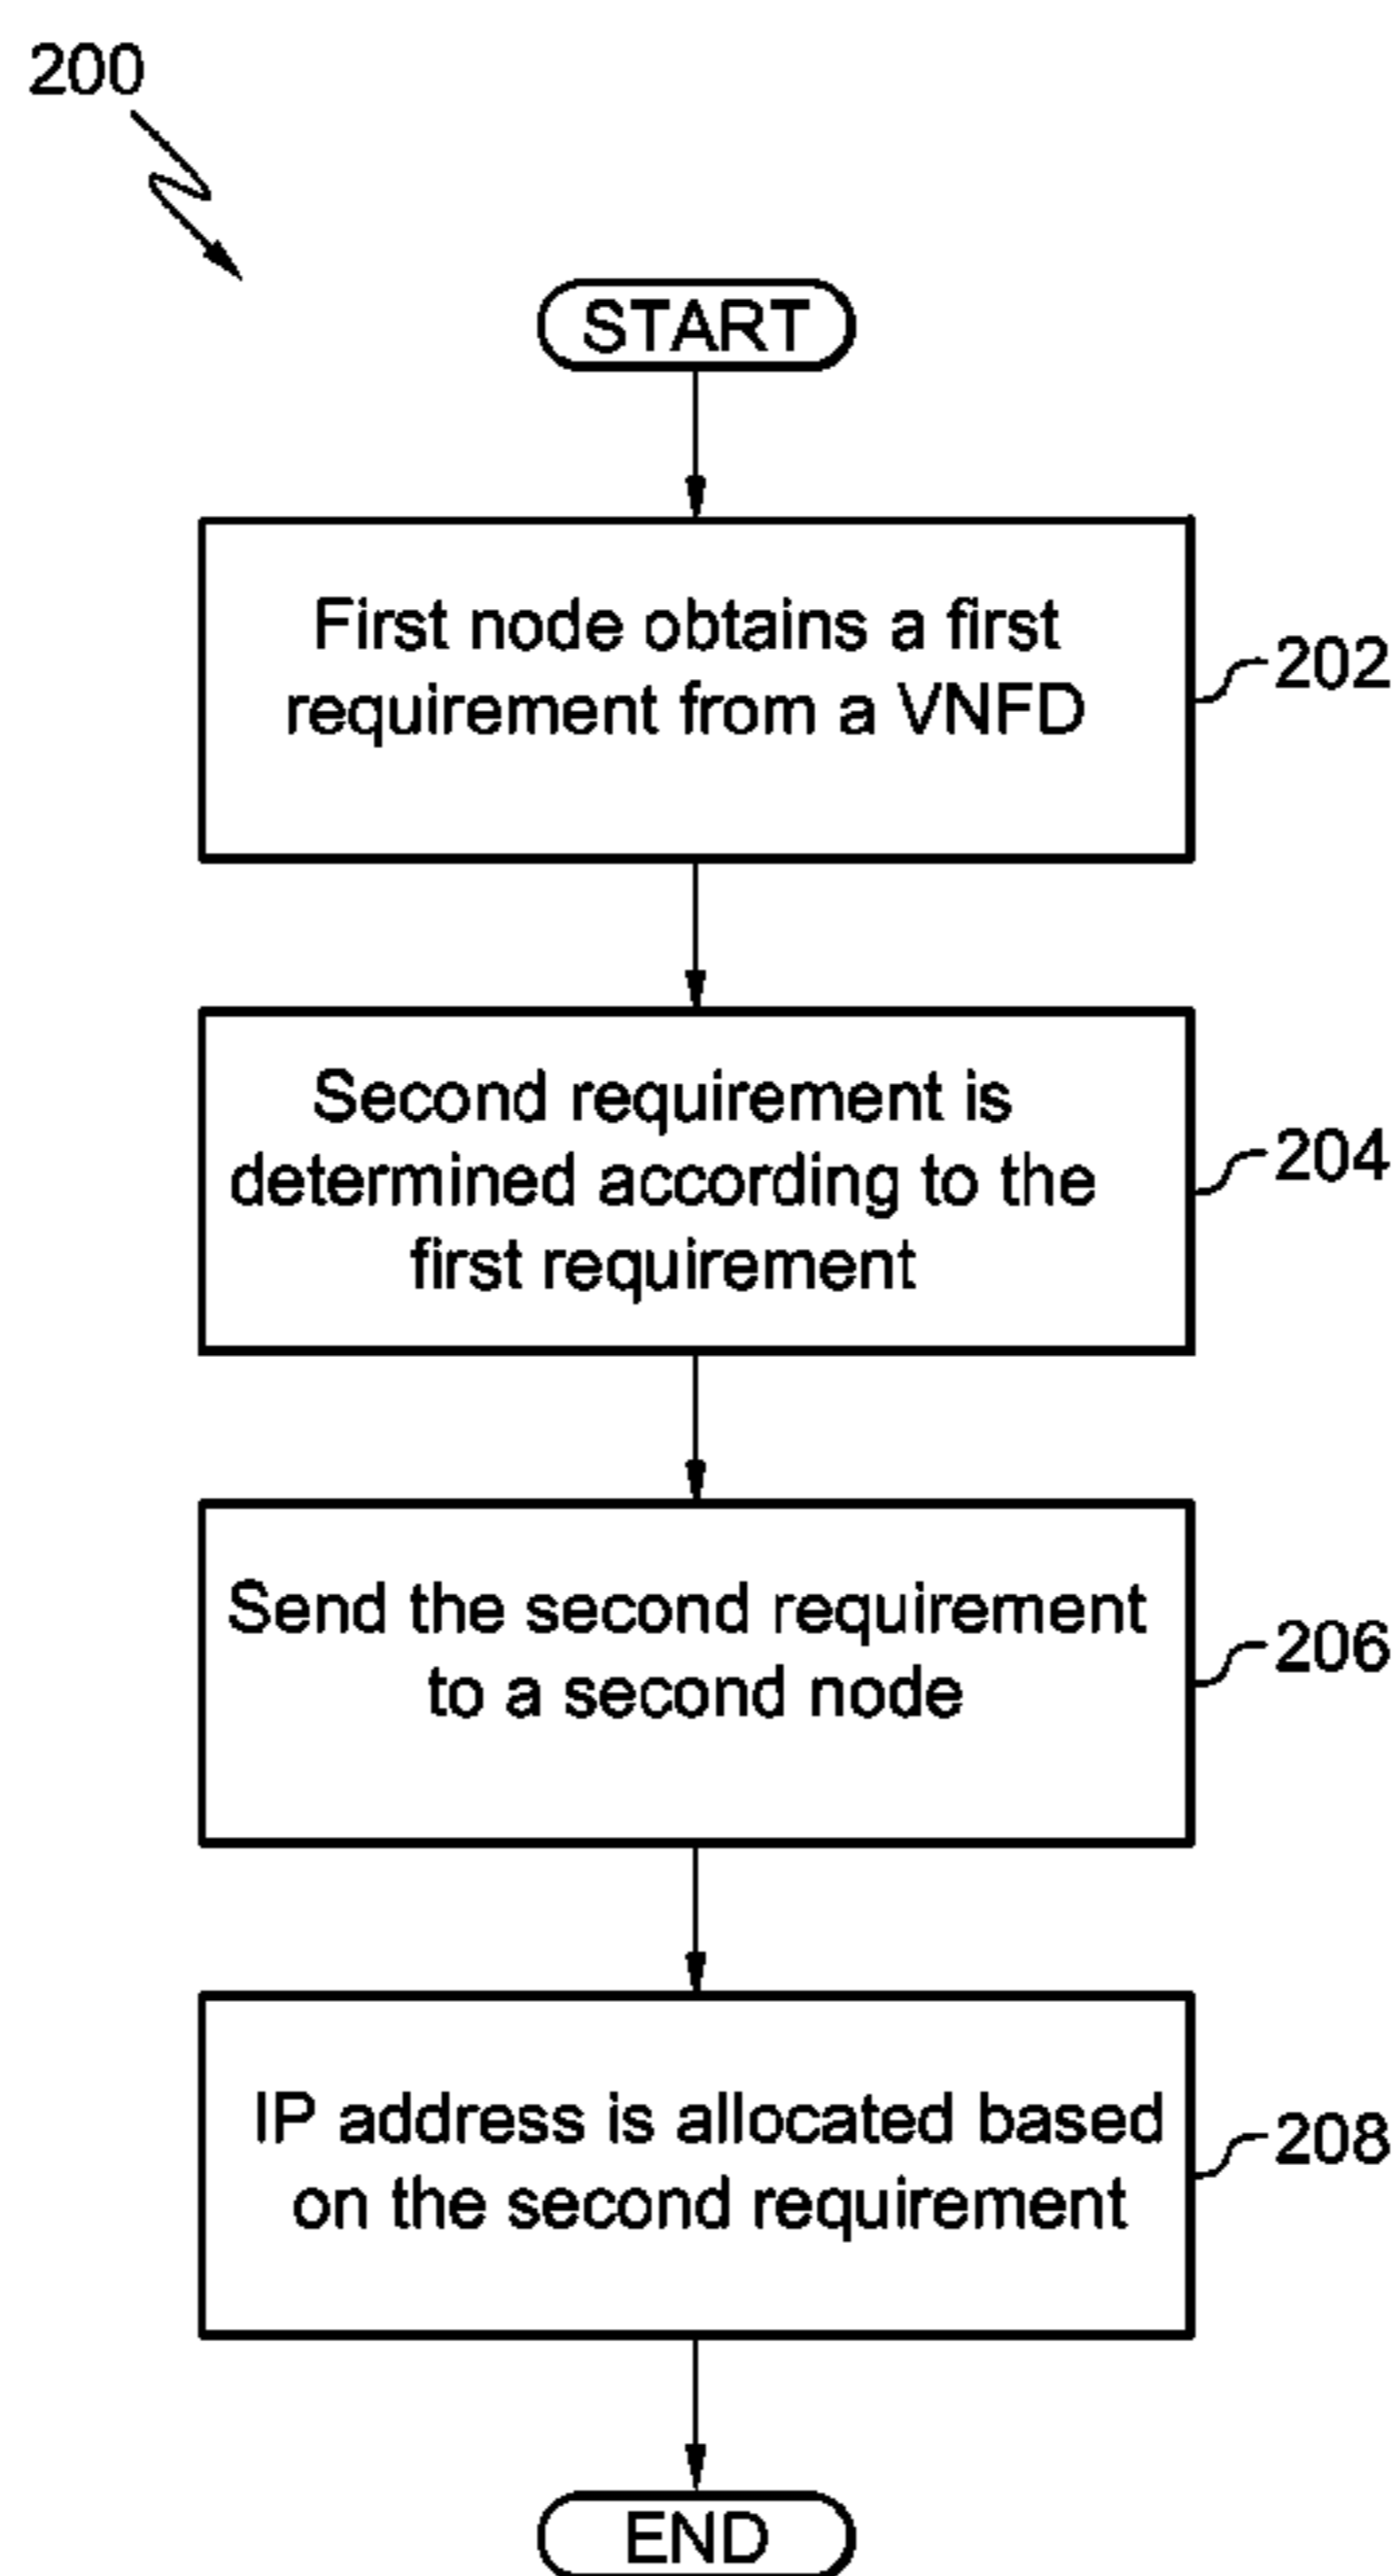 200
START
First node obtains a first
requirement from a VNFD
202
Second requirement is
determined according to the
first requirement
204
Send the second requirement
to a second node
206
IP address is allocated based
on the second requirement
208
END